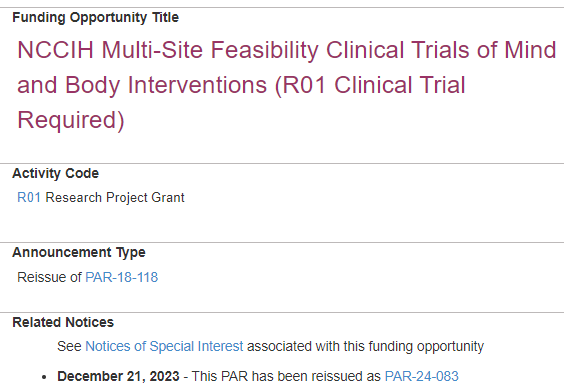 Funding Opportunity Title
NCCIH Multi-Site Feasibility Clinical Trials of Mind
and Body Interventions (R01 Clinical Trial
Required)
Activity Code
R01 Research Project Grant
Announcement Type
Reissue of PAR-18-118
Related Notices
See Notices of Special Interest associated with this funding opportunity
• December 21, 2023 - This PAR has been reissued as PAR-24-083